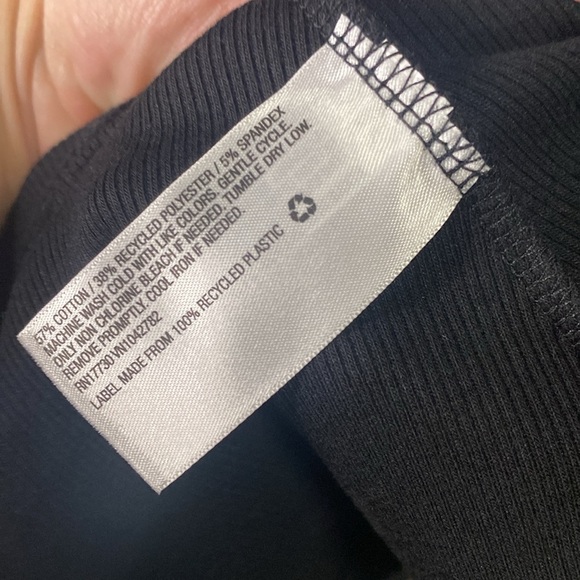 57% COTTON / 38% RECYCLED POLYESTER / 5% SPANDEX
MACHINE WASH COLD WITH LIKE COLORS. GENTLE CYCLE.
ONLY NON CHLORINE BLEACH IF NEEDED. TUMBLE DRY LOW.
REMOVE PROMPTLY. COOL IRON IF NEEDED.
RN17730 VN1042782
LABEL MADE FROM 100% RECYCLED PLASTIC